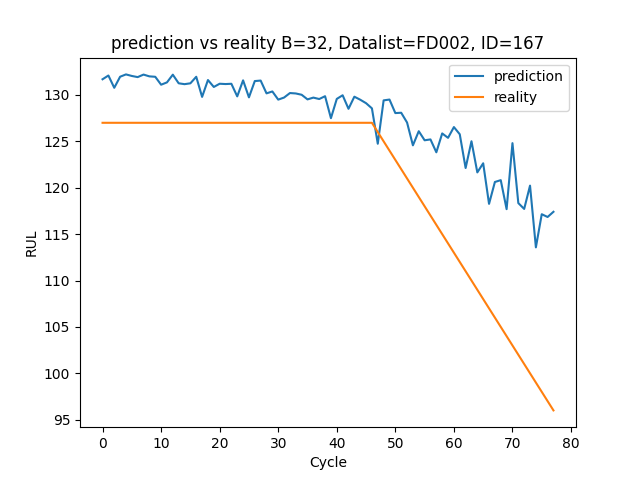 prediction vs reality B=32, Datalist=FD002, ID=167
prediction
reality
RUL
130
125
120
115
110
105
100
95
0 10 20 30 40 50 60 70 80
Cycle